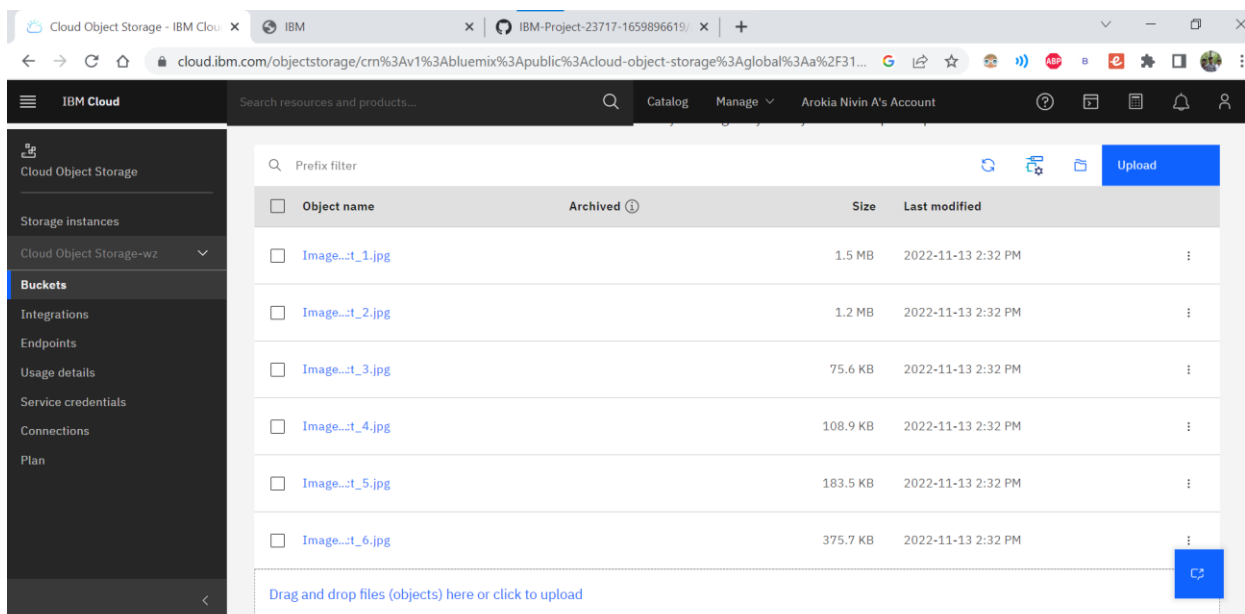 Cloud Object Storage - IBM Clou
IBM
IBM-Project-23717-1659896619/
cloud.ibm.com/objectstorage/crn%3Av1%3Abluemix%3Apublic%3Acloud-object-storage%3Aglobal%3Aa%2F31...
ABP
B
IBM Cloud
Search resources and products...
Catalog
Manage
Arokia Nivin A's Account
Cloud Object Storage
Storage instances
Cloud Object Storage-wz
Buckets
Integrations
Endpoints
Usage details
Service credentials
Connections
Plan
Prefix filter
Upload
Object name Archived Size Last modified
Image...:t_1.jpg 1.5 MB 2022-11-13 2:32 PM
Image...:t_2.jpg 1.2 MB 2022-11-13 2:32 PM
Image...:t_3.jpg 75.6 KB 2022-11-13 2:32 PM
Image...:t_4.jpg 108.9 KB 2022-11-13 2:32 PM
Image...:t_5.jpg 183.5 KB 2022-11-13 2:32 PM
Image...:t_6.jpg 375.7 KB 2022-11-13 2:32 PM
Drag and drop files (objects) here or click to upload